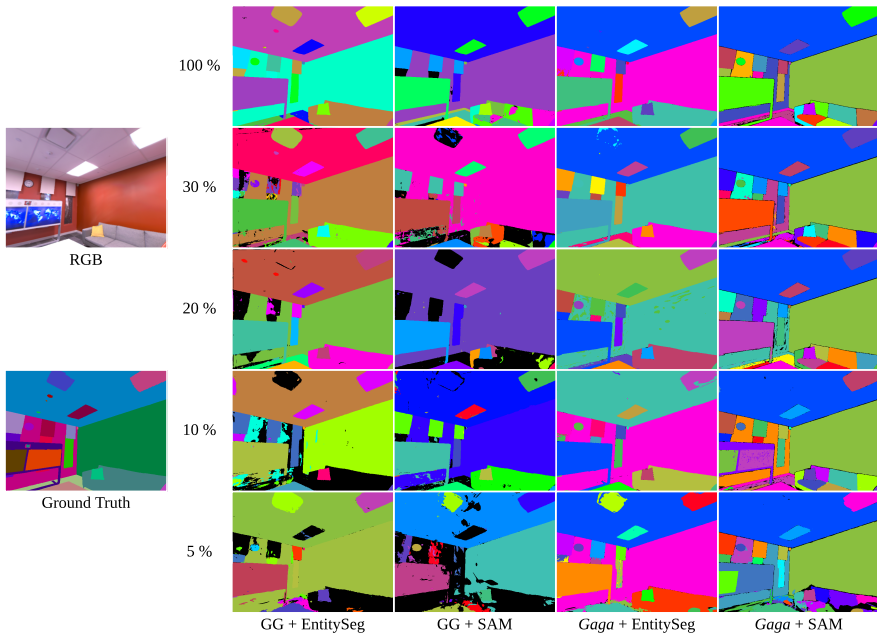 100 %
30 %
RGB
20 %
10 %
Ground Truth
5 %
GG + EntitySeg
GG + SAM
Gaga + EntitySeg
Gaga + SAM